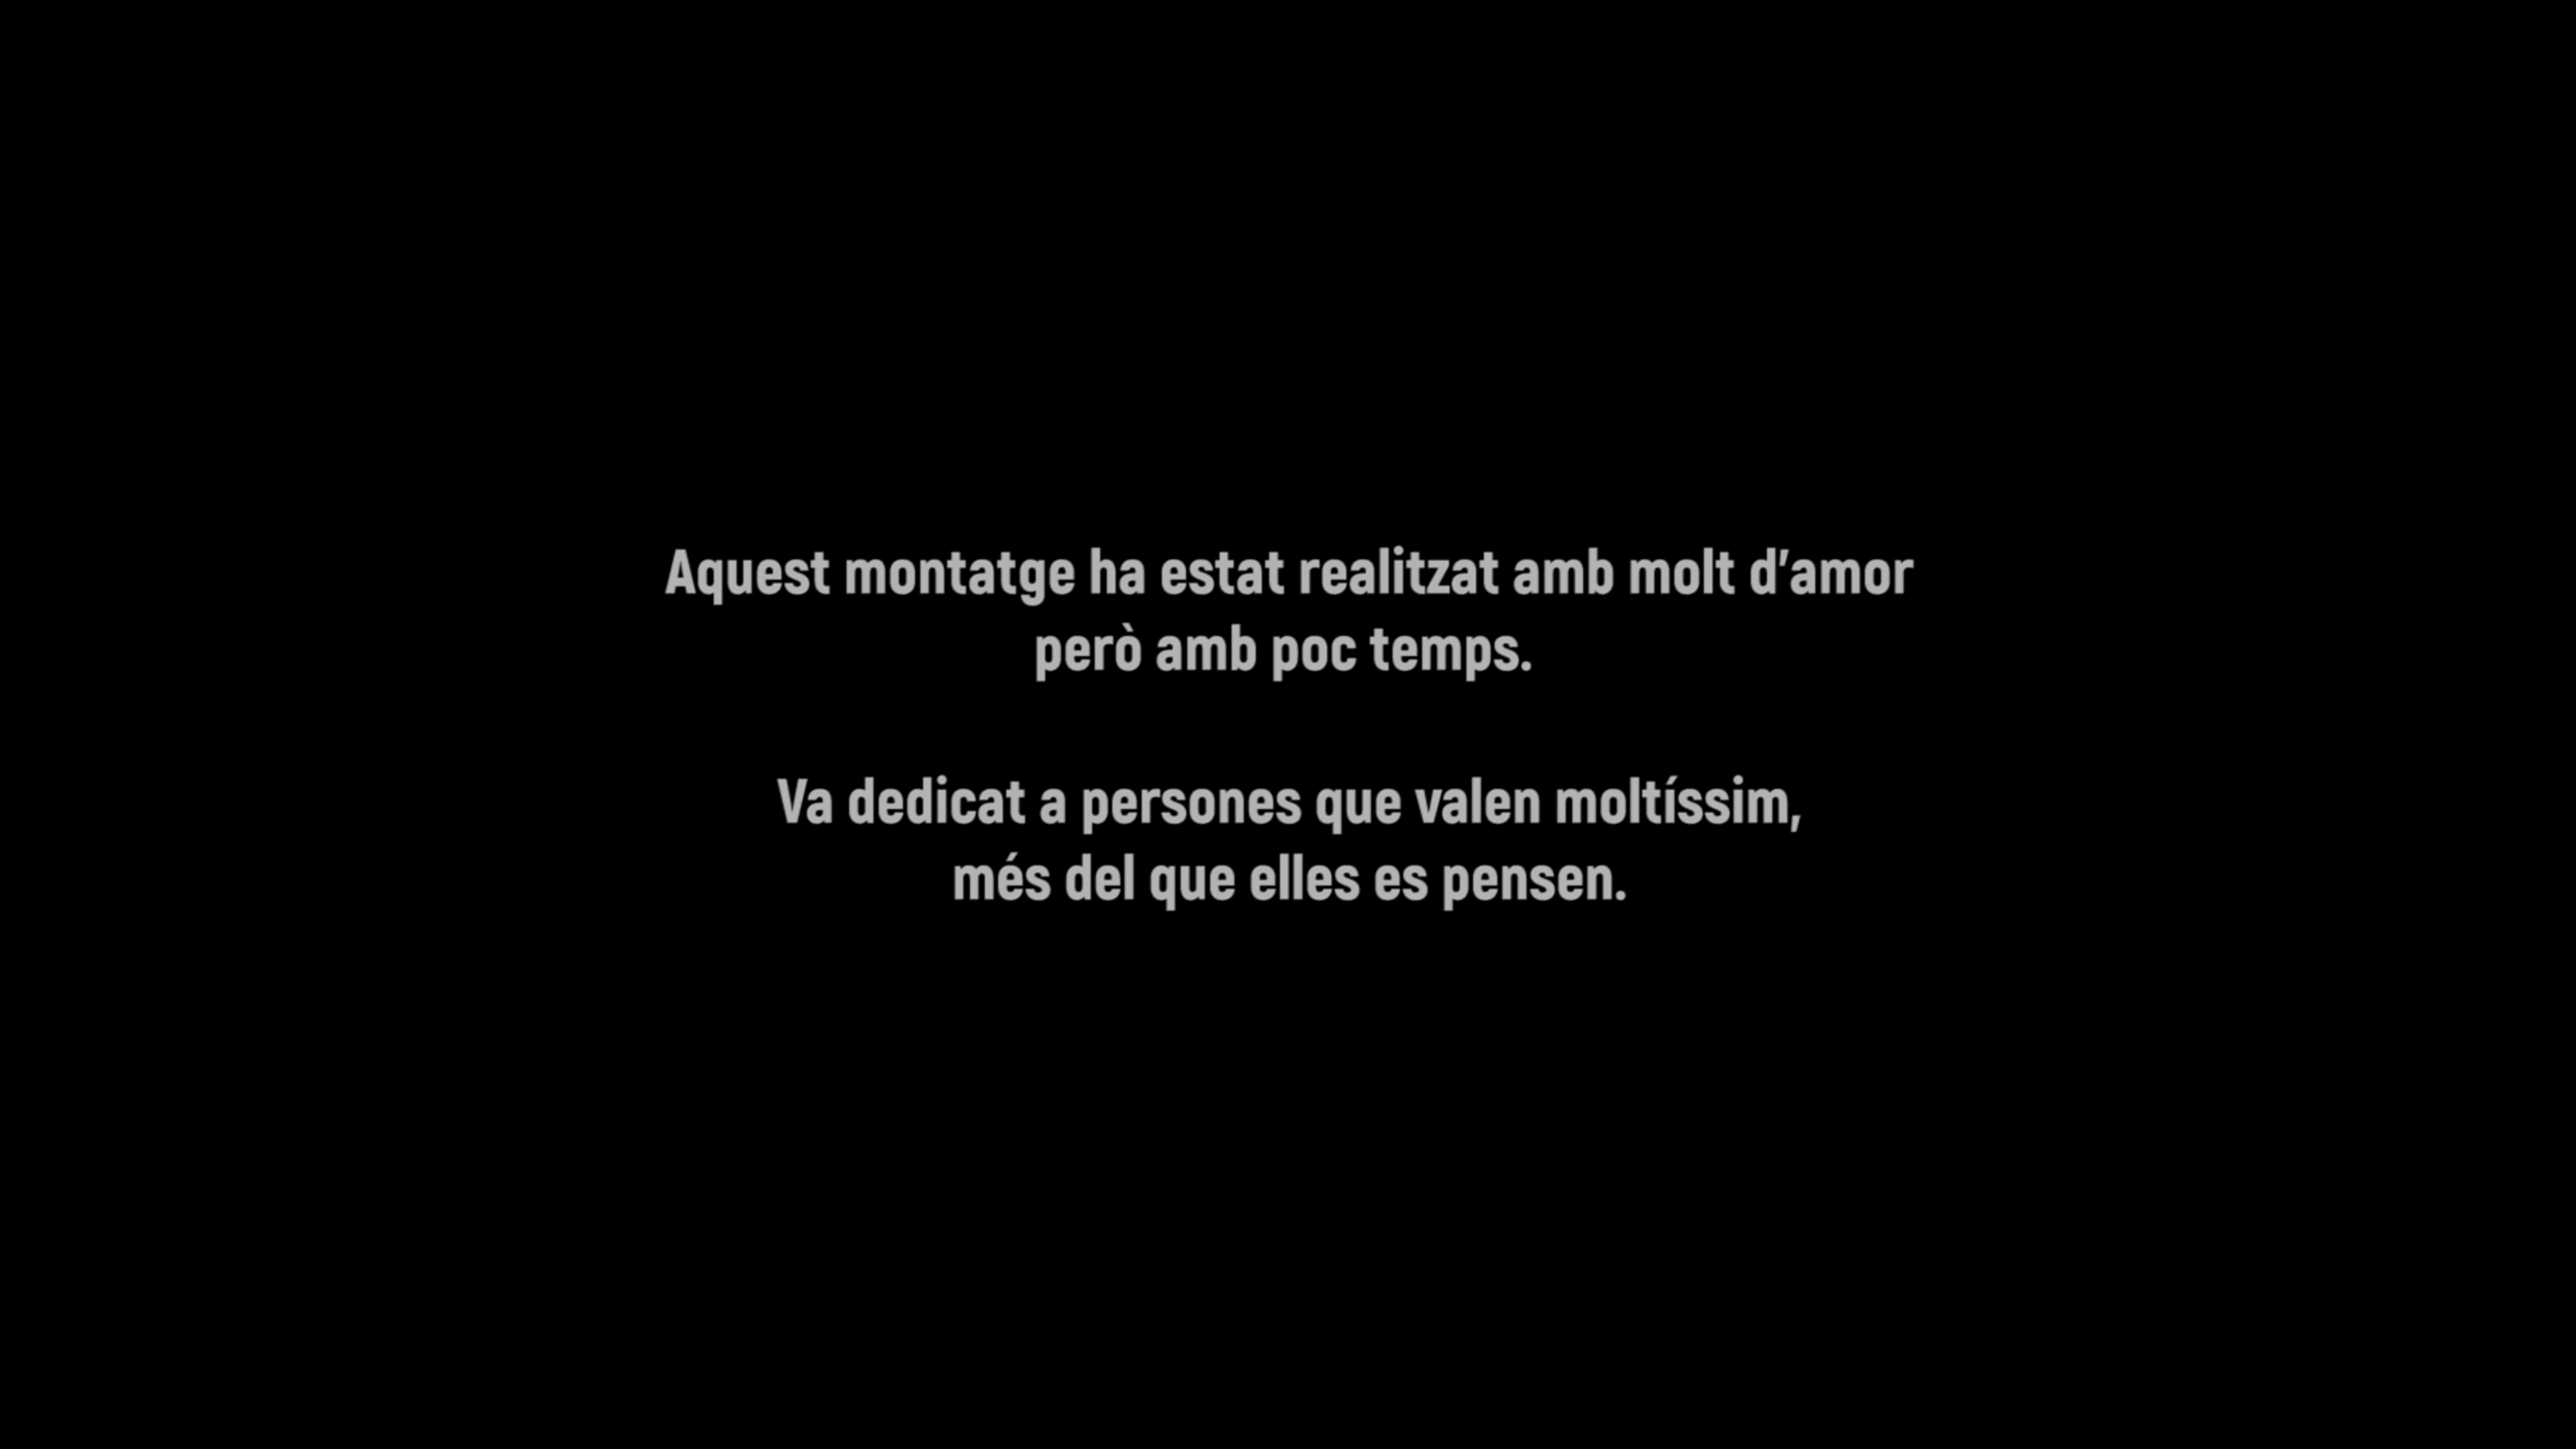 Aquest montatge ha estat realitzat amb molt d'amor
però amb poc temps.
Va dedicat a persones que valen moltíssim,
més del que elles es pensen.